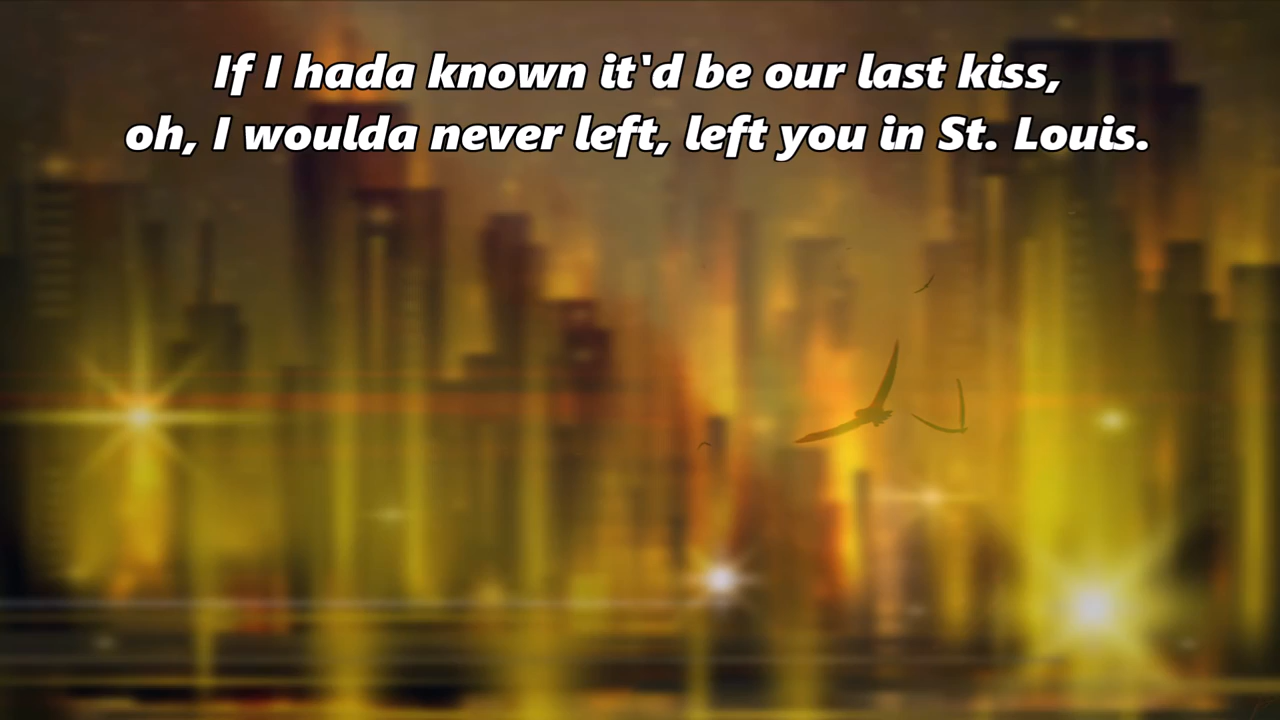 If I hada known it`d be our last kiss,
oh, I woulda never left, left you in St. Louis.